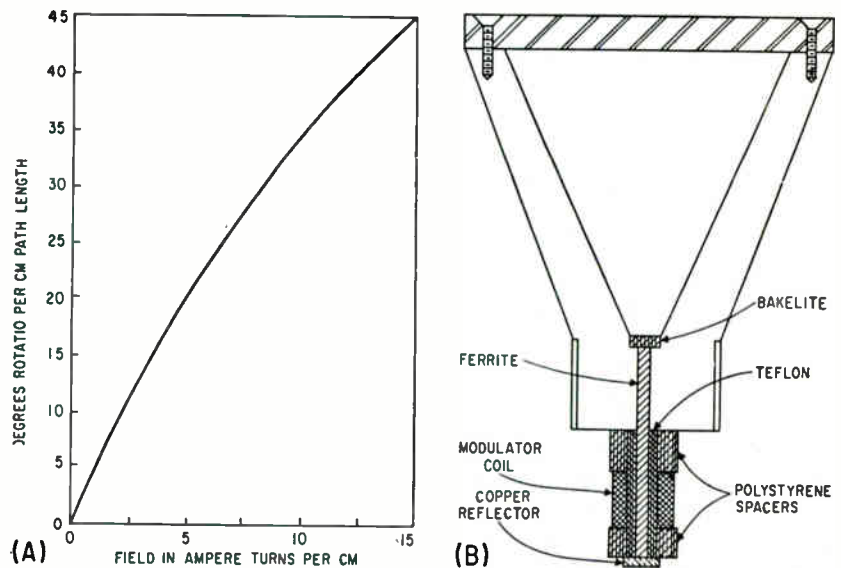 45
40
35
30
25
20
15
10
5
0
DEGREES ROTATIO PER CM PATH LENGTH
0 5 10 15
FIELD IN AMPERE TURNS PER CM
(A)
BAKELITE
FERRITE
TEFLON
MODULATOR
COIL
COPPER
REFLECTOR
POLYSTYRENE
SPACERS
(B)